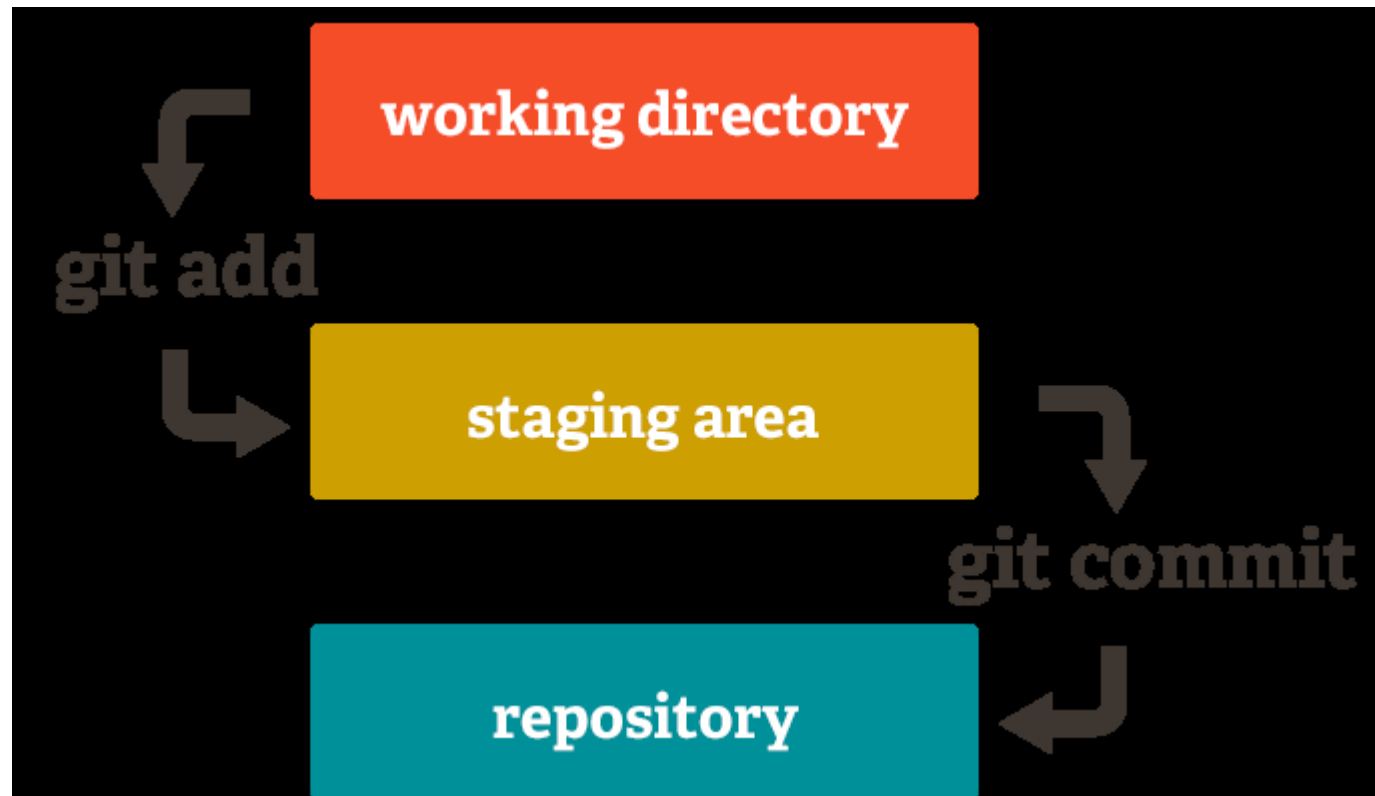 working directory
git add
staging area
git commit
repository